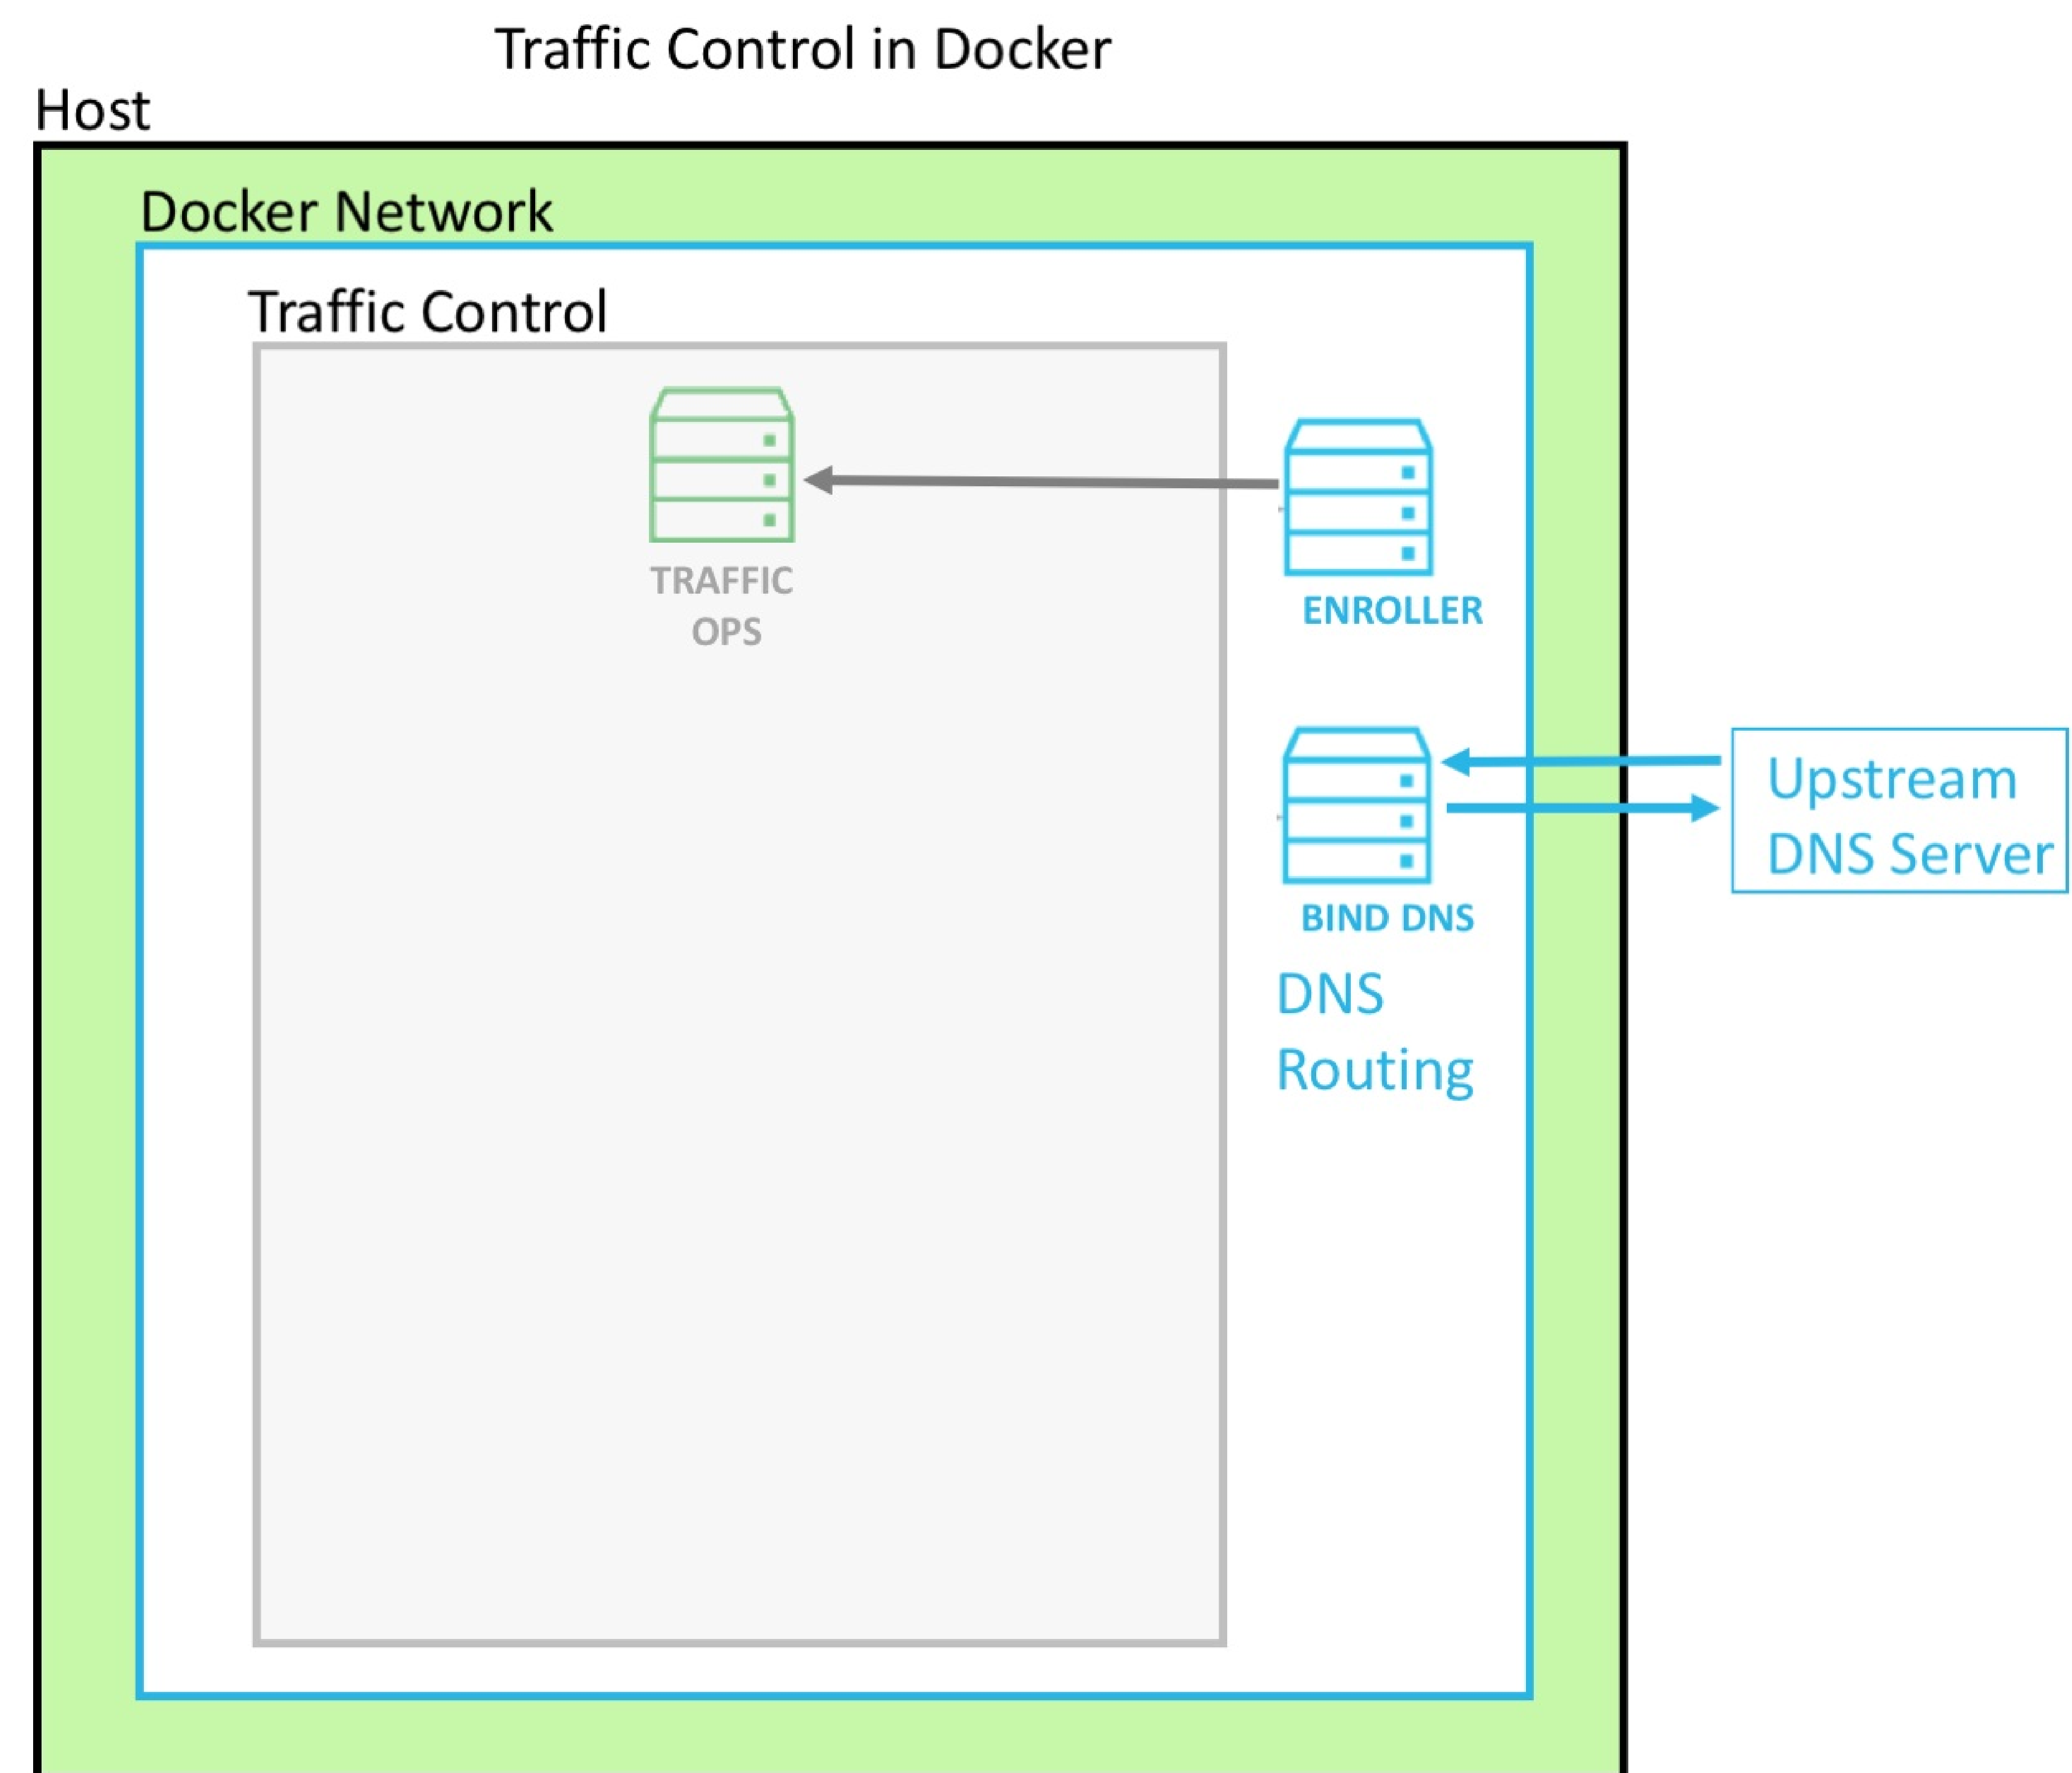 Traffic Control in Docker
Host
Docker Network
Traffic Control
TRAFFIC
OPS
ENROLLER
Upstream
DNS Server
BIND DNS
DNS
Routing